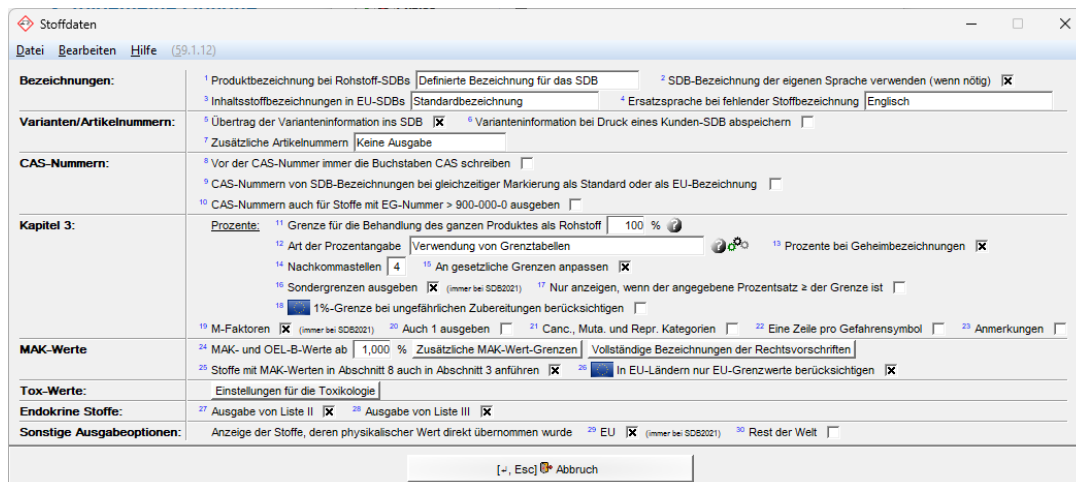 Stoffdaten
Datei Bearbeiten Hilfe (59.1.12)
Bezeichnungen: 1 Produktbezeichnung bei Rohstoff-SDBs Definierte Bezeichnung für das SDB 2 SDB-Bezeichnung der eigenen Sprache verwenden (wenn nötig)
3 Inhaltsstoffbezeichnungen in EU-SDBs Standardbezeichnung 4 Ersatzsprache bei fehlender Stoffbezeichnung Englisch
Varianten/Artikelnummern: 5 Übertrag der Varianteninformation ins SDB 6 Varianteninformation bei Druck eines Kunden-SDB abspeichern
7 Zusätzliche Artikelnummern Keine Ausgabe
CAS-Nummern: 8 Vor der CAS-Nummer immer die Buchstaben CAS schreiben
9 CAS-Nummern von SDB-Bezeichnungen bei gleichzeitiger Markierung als Standard oder als EU-Bezeichnung
10 CAS-Nummern auch für Stoffe mit EG-Nummer > 900-000-0 ausgeben
Kapitel 3: Prozente: 11 Grenze für die Behandlung des ganzen Produktes als Rohstoff 100 % ?
12 Art der Prozentangabe Verwendung von Grenztabellen ? 13 Prozente bei Geheimbezeichnungen
14 Nachkommastellen 4 15 An gesetzliche Grenzen anpassen
16 Sondergrenzen ausgeben (immer bei SDB2021) 17 Nur anzeigen, wenn der angegebene Prozentsatz ≥ der Grenze ist
18 1%-Grenze bei ungefährlichen Zubereitungen berücksichtigen
19 M-Faktoren (immer bei SDB2021) 20 Auch 1 ausgeben 21 Canc., Muta. und Repr. Kategorien 22 Eine Zeile pro Gefahrensymbol 23 Anmerkungen
MAK-Werte 24 MAK- und OEL-B-Werte ab 1,000 % Zusätzliche MAK-Wert-Grenzen Vollständige Bezeichnungen der Rechtsvorschriften
25 Stoffe mit MAK-Werten in Abschnitt 8 auch in Abschnitt 3 anführen 26 In EU-Ländern nur EU-Grenzwerte berücksichtigen
Tox-Werte: Einstellungen für die Toxikologie
Endokrine Stoffe: 27 Ausgabe von Liste II 28 Ausgabe von Liste III
Sonstige Ausgabeoptionen: Anzeige der Stoffe, deren physikalischer Wert direkt übernommen wurde 29 EU (immer bei SDB2021) 30 Rest der Welt
[↲, Esc] Abbruch